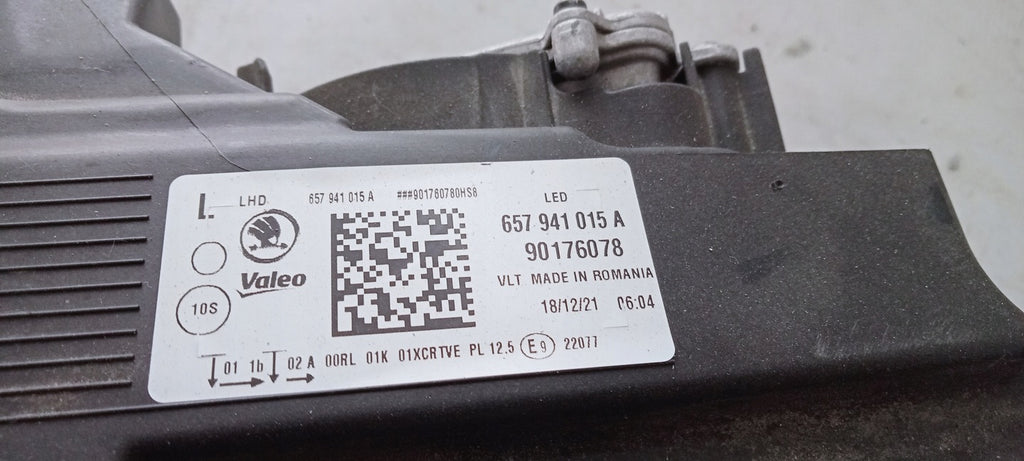 L LHD 657 941 015 A ###901760780HS8 LED
657 941 015 A
90176078
Valeo
VLT MADE IN ROMANIA
10S
18/12/21 06:04
01 1b 02 A 00RL 01K 01XCRTVE PL 12.5 E9 22077